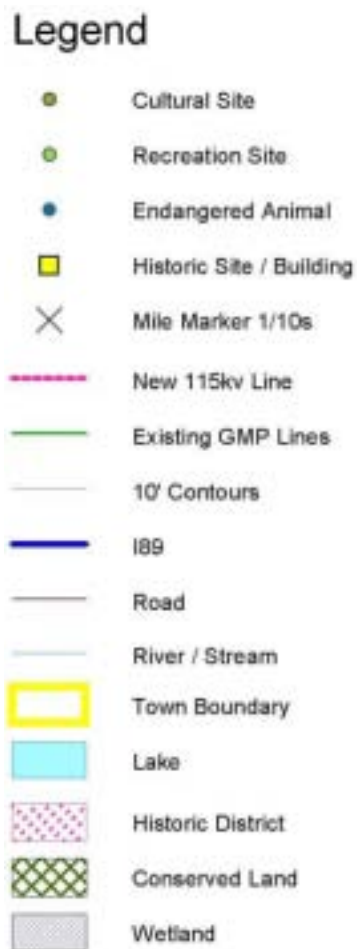 Legend
Cultural Site
Recreation Site
Endangered Animal
Historic Site / Building
Mile Marker 1/10s
New 115kv Line
Existing GMP Lines
10' Contours
I89
Road
River / Stream
Town Boundary
Lake
Historic District
Conserved Land
Wetland